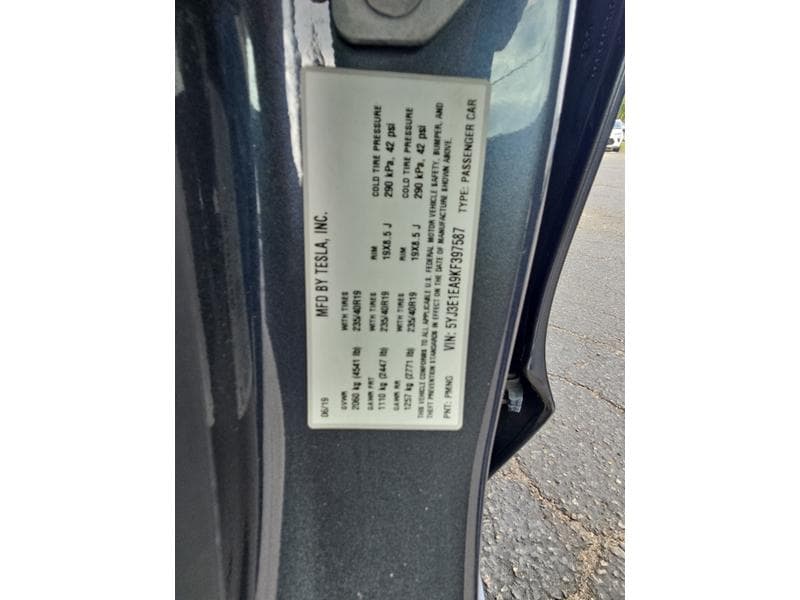 06/19 MFD BY TESLA, INC.
GVWR WITH TIRES RIM COLD TIRE PRESSURE
2060 kg (4541 lb) 235/40R19 19X8.5 J 290 kPa, 42 psi
GAWR FRT
1110 kg (2447 lb)
GAWR RR WITH TIRES RIM COLD TIRE PRESSURE
1257 kg (2771 lb) 235/40R19 19X8.5 J 290 kPa, 42 psi
THIS VEHICLE CONFORMS TO ALL APPLICABLE U.S. FEDERAL MOTOR VEHICLE SAFETY, BUMPER, AND
THEFT PREVENTION STANDARDS IN EFFECT ON THE DATE OF MANUFACTURE SHOWN ABOVE.
PNT: PMNG VIN: 5YJ3E1EA9KF397587 TYPE: PASSENGER CAR